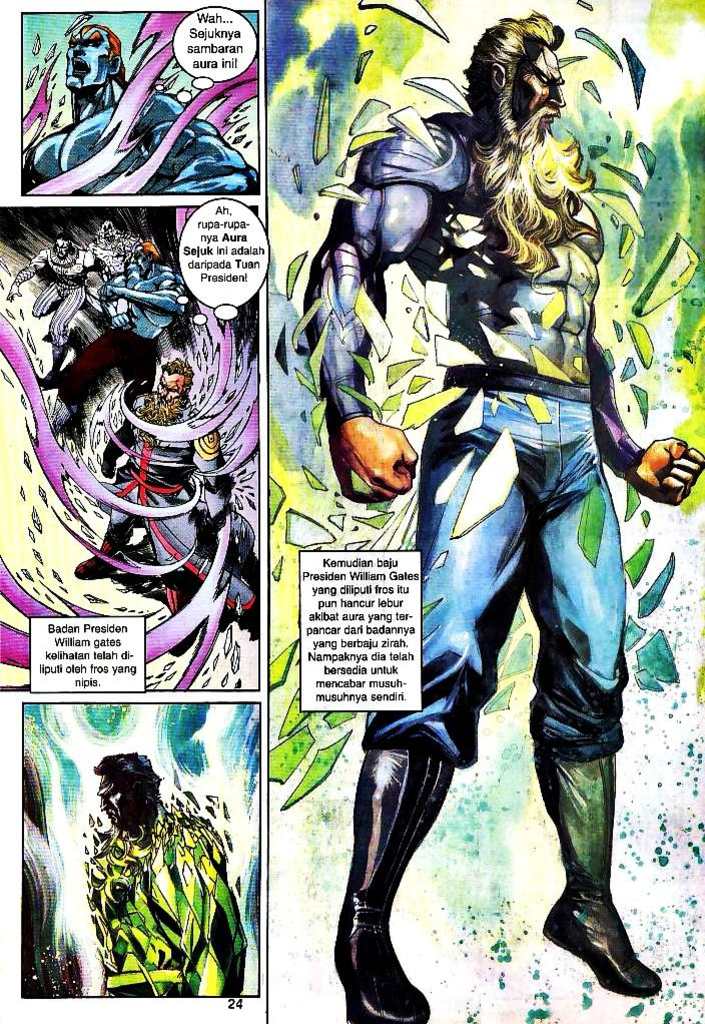 Wah...
Sejuknya
sambaran
aura ini!
Ah,
rupa-rupa-
nya Aura
Sejuk ini adalah
daripada Tuan
Presiden!
Badan Presiden
William gates
kelihatan telah di-
liputi oleh fros yang
nipis.
Kemudian baju
Presiden William Gates
yang diliputi fros itu
pun hancur lebur
akibat aura yang ter-
pancar dari badannya
yang berbaju zirah.
Nampaknya dia telah
bersedia untuk
mencabar musuh-
musuhnya sendiri.
24